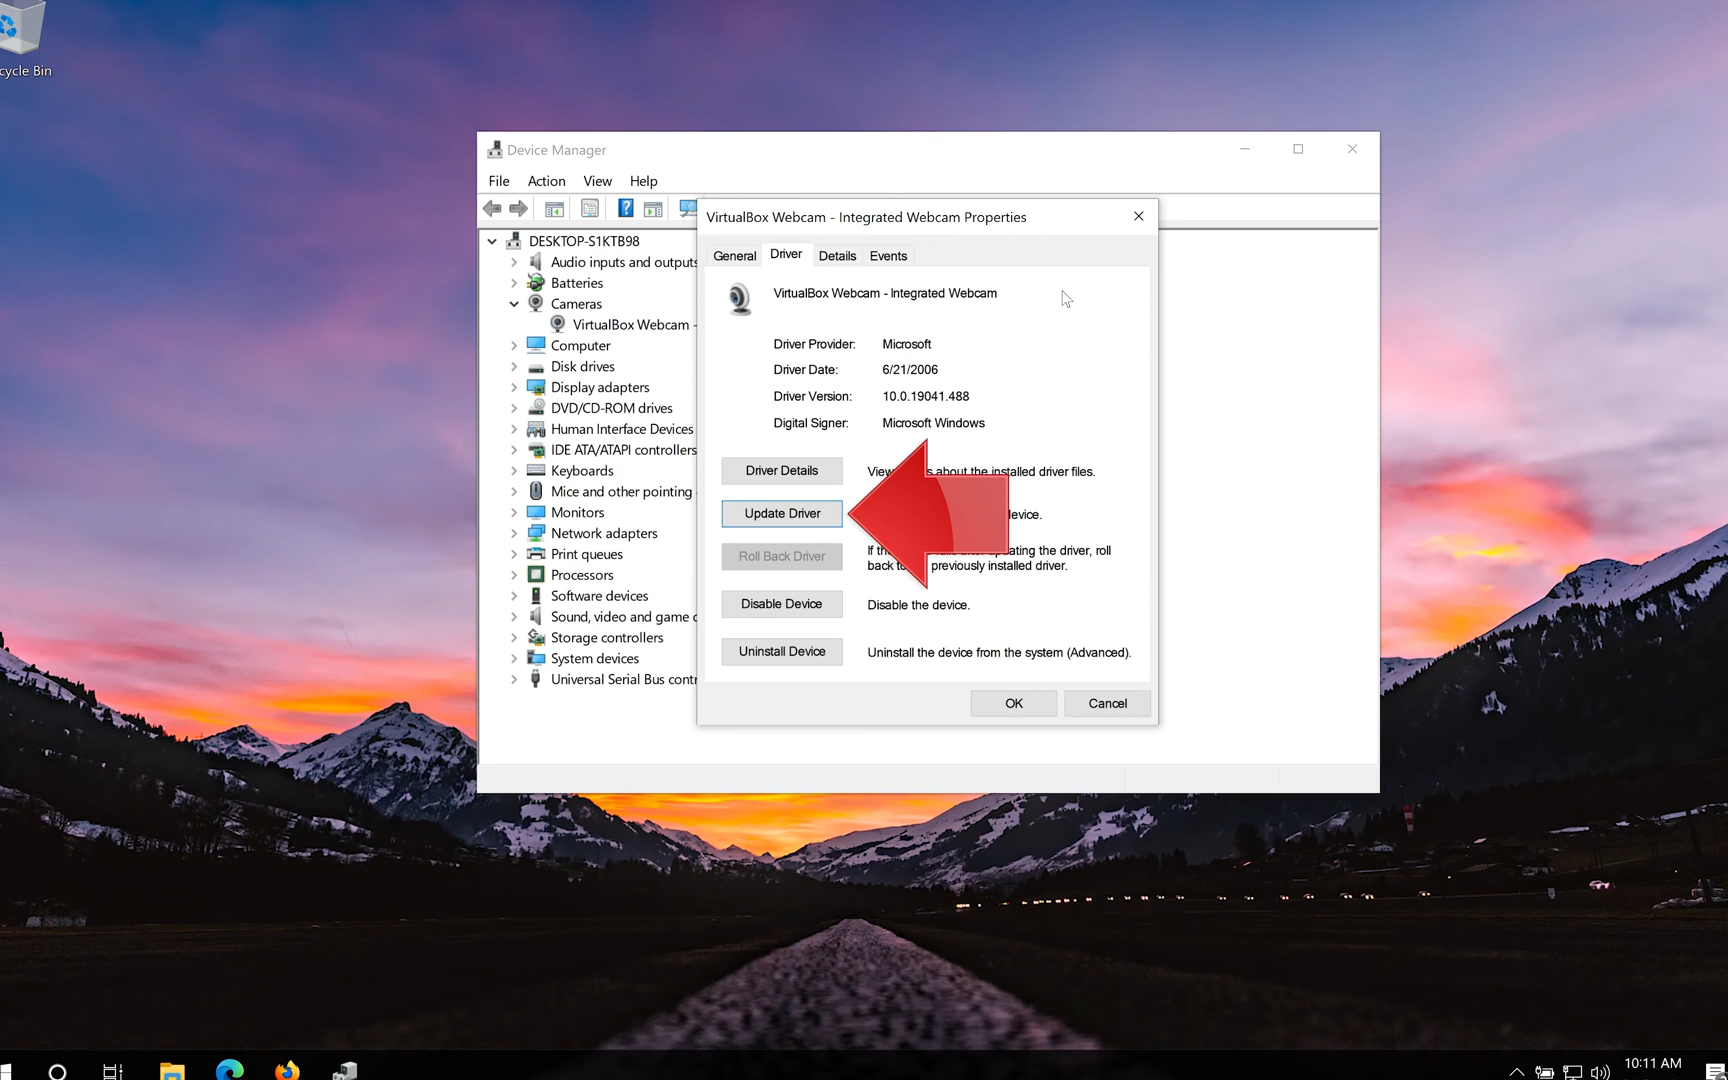 cycle Bin
Device Manager
File Action View Help
VirtualBox Webcam - Integrated Webcam Properties
General Driver Details Events
VirtualBox Webcam - Integrated Webcam
Driver Provider: Microsoft
Driver Date: 6/21/2006
Driver Version: 10.0.19041.488
Digital Signer: Microsoft Windows
Driver Details
about the installed driver files.
Update Driver
device.
Roll Back Driver
the driver, roll
previously installed driver.
Disable Device
Disable the device.
Uninstall Device
Uninstall the device from the system (Advanced).
OK Cancel
DESKTOP-S1KTB98
Audio inputs and outputs
Batteries
Cameras
VirtualBox Webcam -
Computer
Disk drives
Display adapters
DVD/CD-ROM drives
Human Interface Devices
IDE ATA/ATAPI controllers
Keyboards
Mice and other pointing
Monitors
Network adapters
Print queues
Processors
Software devices
Sound, video and game c
Storage controllers
System devices
Universal Serial Bus contr
10:11 AM